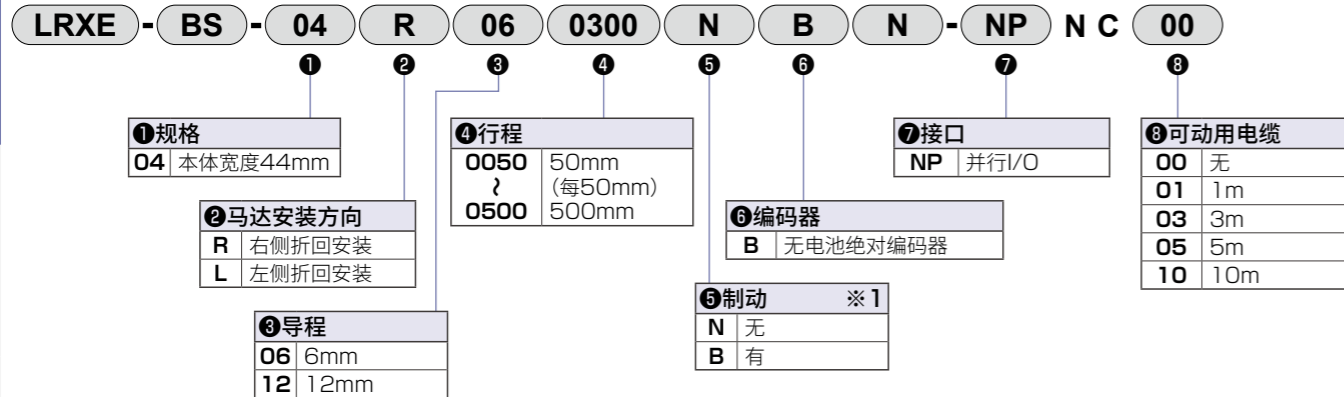 LRXE - BS - 04 R 06 0300 N B N - NP N C 00
❶ ❷ ❸ ❹ ❺ ❻ ❼ ❽
❶规格
04 本体宽度44mm
❷马达安装方向
R 右侧折回安装
L 左侧折回安装
❸导程
06 6mm
12 12mm
❹行程
0050 50mm
~ (每50mm)
0500 500mm
❺制动 ※1
N 无
B 有
❻编码器
B 无电池绝对编码器
❼接口
NP 并行I/O
❽可动用电缆
00 无
01 1m
03 3m
05 5m
10 10m